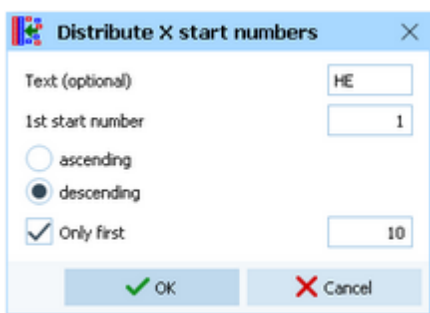 Distribute X start numbers
Text (optional) HE
1st start number 1
ascending
descending
Only first 10
OK Cancel